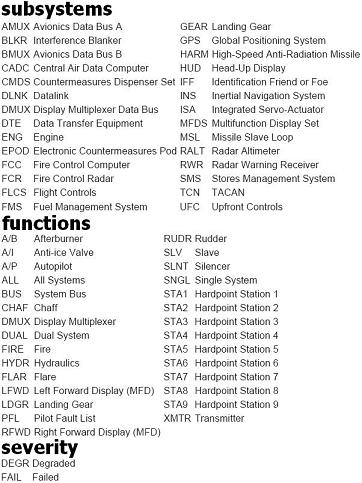 subsystems
AMUX Avionics Data Bus A
BLKR Interference Blanker
BMUX Avionics Data Bus B
CADC Central Air Data Computer
CMDS Countermeasures Dispenser Set
DLNK Datalink
DMUX Display Multiplexer Data Bus
DTE Data Transfer Equipment
ENG Engine
EPOD Electronic Countermeasures Pod
FCC Fire Control Computer
FCR Fire Control Radar
FLCS Flight Controls
FMS Fuel Management System
GEAR Landing Gear
GPS Global Positioning System
HARM High-Speed Anti-Radiation Missile
HUD Head-Up Display
IFF Identification Friend or Foe
INS Inertial Navigation System
ISA Integrated Servo-Actuator
MFDS Multifunction Display Set
MSL Missile Slave Loop
RALT Radar Altimeter
RWR Radar Warning Receiver
SMS Stores Management System
TCN TACAN
UFC Upfront Controls
functions
A/B Afterburner
A/I Anti-ice Valve
A/P Autopilot
ALL All Systems
BUS System Bus
CHAF Chaff
DMUX Display Multiplexer
DUAL Dual System
FIRE Fire
HYDR Hydraulics
FLAR Flare
LFWD Left Forward Display (MFD)
LDGR Landing Gear
PFL Pilot Fault List
RFWD Right Forward Display (MFD)
RUDR Rudder
SLV Slave
SLNT Silencer
SNGL Single System
STA1 Hardpoint Station 1
STA2 Hardpoint Station 2
STA3 Hardpoint Station 3
STA4 Hardpoint Station 4
STA5 Hardpoint Station 5
STA6 Hardpoint Station 6
STA7 Hardpoint Station 7
STA8 Hardpoint Station 8
STA9 Hardpoint Station 9
XMTR Transmitter
severity
DEGR Degraded
FAIL Failed